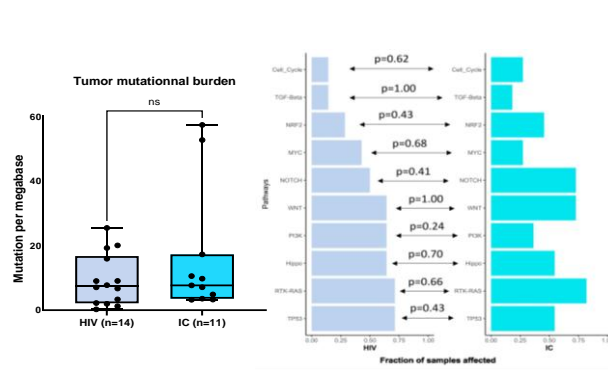 Tumor mutationnal burden
ns
Mutation per megabase
60
40
20
0
HIV (n=14)
IC (n=11)
Pathways
Cell_Cycle
TGF-Beta
NRF2
MYC
NOTCH
WNT
PI3K
Hippo
RTK-RAS
TP53
p=0.62
p=1.00
p=0.43
p=0.68
p=0.41
p=1.00
p=0.24
p=0.70
p=0.66
p=0.43
Cell_Cycle
TGF-Beta
NRF2
MYC
NOTCH
WNT
PI3K
Hippo
RTK-RAS
TP53
0.00 0.25 0.50 0.75 1.00
HIV
0.00 0.25 0.50 0.75
IC
Fraction of samples affected